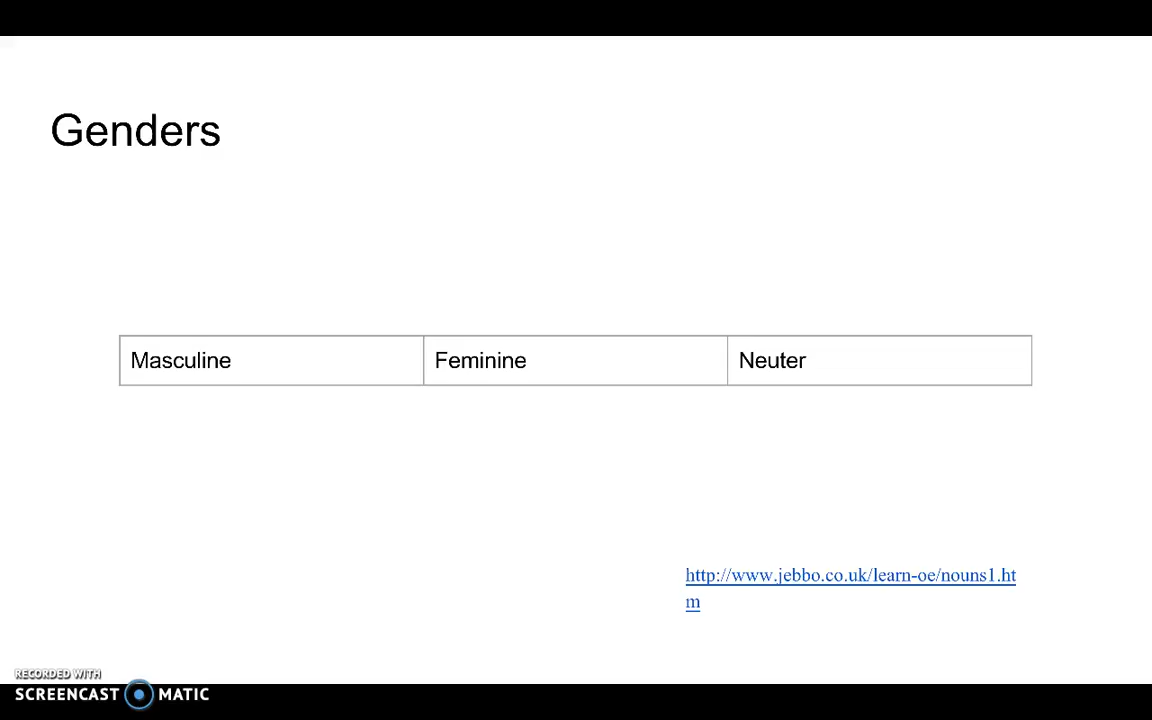 Genders
Masculine Feminine Neuter
http://www.jebbo.co.uk/learn-oe/nouns1.ht
m
RECORDED WITH
SCREENCAST MATIC